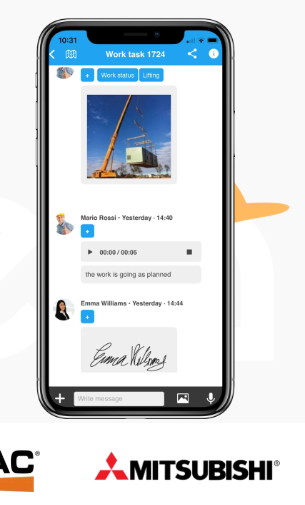 10:31
Work task 1724
+ Work status Lifting
Mario Rossi • Yesterday - 14:40
+
00:00 / 00:05
the work is going as planned
Emma Williams • Yesterday - 14:44
+
Emma Williams
+ Write message
AC®
MITSUBISHI®